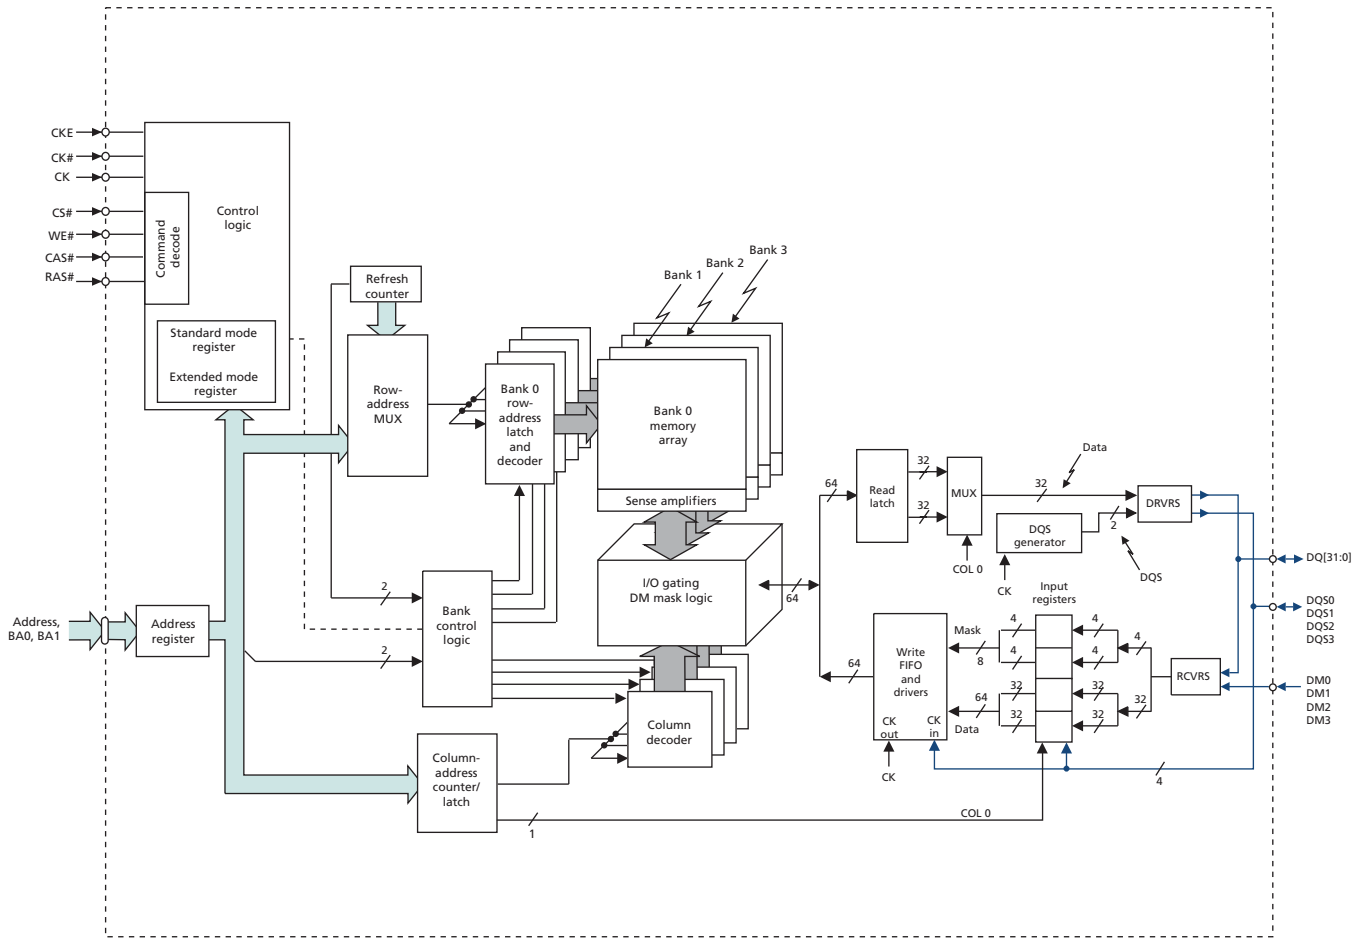 CKE
CK#
CK
CS#
WE#
CAS#
RAS#
Command
decode
Control
logic
Standard mode
register
Extended mode
register
Refresh
counter
Row-
address
MUX
Bank 0
row-
address
latch
and
decoder
Bank 1
Bank 2
Bank 3
Bank 0
memory
array
Sense amplifiers
I/O gating
DM mask logic
2
Bank
control
logic
2
Address,
BA0, BA1
Address
register
Column-
address
counter/
latch
Column
decoder
1
COL 0
64
64
Read
latch
32
32
MUX
COL 0
32
Data
DQS
generator
CK
2
DQS
DRVRS
DQ[31:0]
DQS0
DQS1
DQS2
DQS3
DM0
DM1
DM2
DM3
RCVRS
Input
registers
4
4
4
4
4
32
32
32
32
32
Mask
8
64
Data
64
Write
FIFO
and
drivers
CK
out
CK
in
CK
4